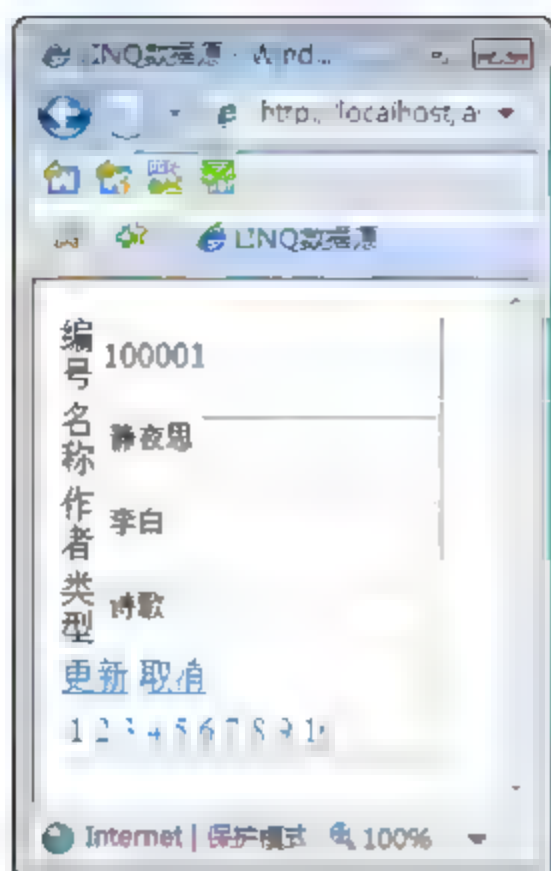 LINQ数据源
http://localhost/a
LINQ数据源
编号 100001
名称 静夜思
作者 李白
类型 诗歌
更新 取消
1 2 3 4 5 6 7 8 9 10
Internet | 保护模式 100%